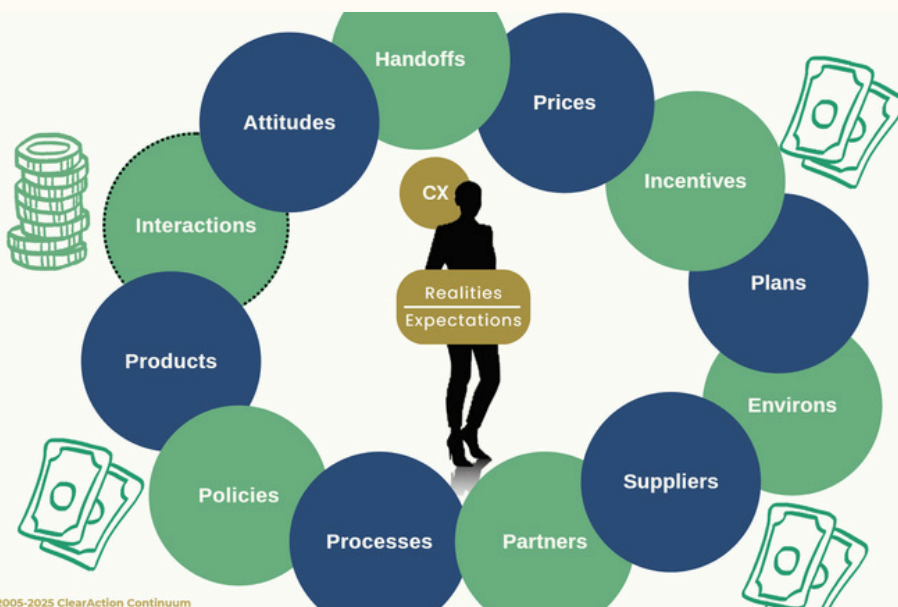 Handoffs
Prices
Attitudes
Incentives
CX
Interactions
Plans
Realities
Expectations
Products
Environs
Suppliers
Policies
Processes
Partners
2005-2025 ClearAction Continuum